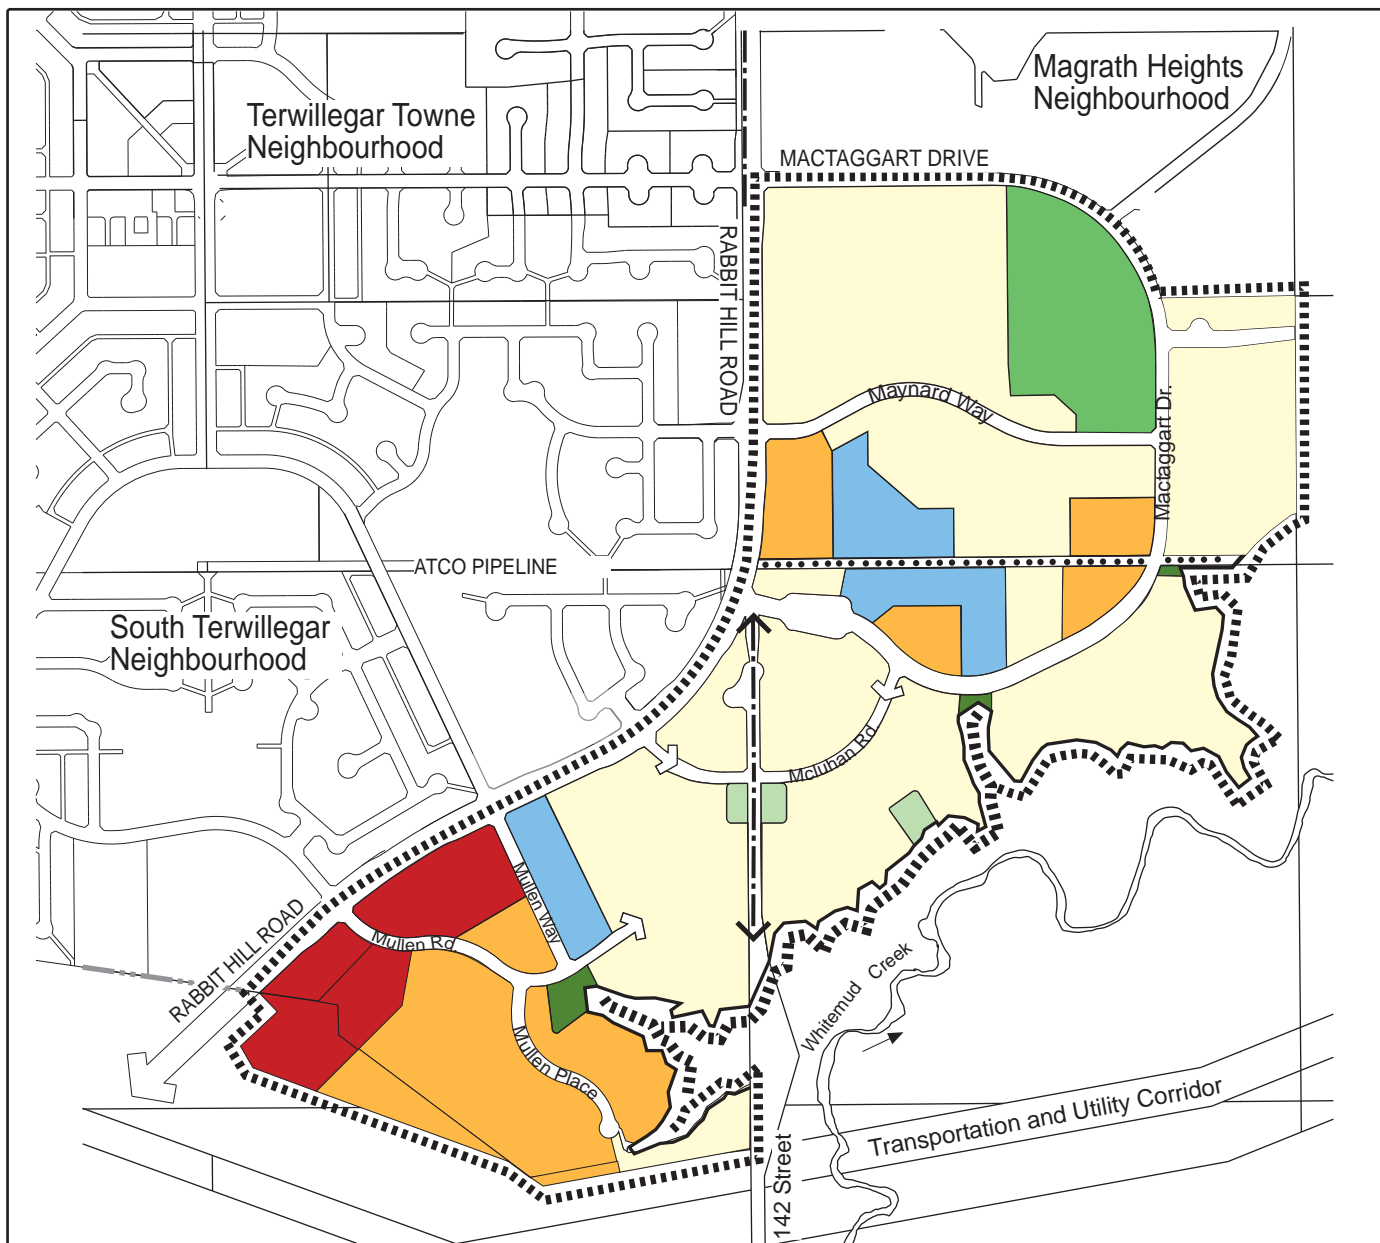 Magrath Heights
Neighbourhood
Terwillegar Towne
Neighbourhood
MACTAGGART DRIVE
RABBIT HILL ROAD
Maynard Way
Mactaggart Dr.
ATCO PIPELINE
South Terwillegar
Neighbourhood
Mcluhan Rd.
Mullen Way
Mullen Rd.
RABBIT HILL ROAD
Whitemud Creek
Mullen Place
Transportation and Utility Corridor
142 Street